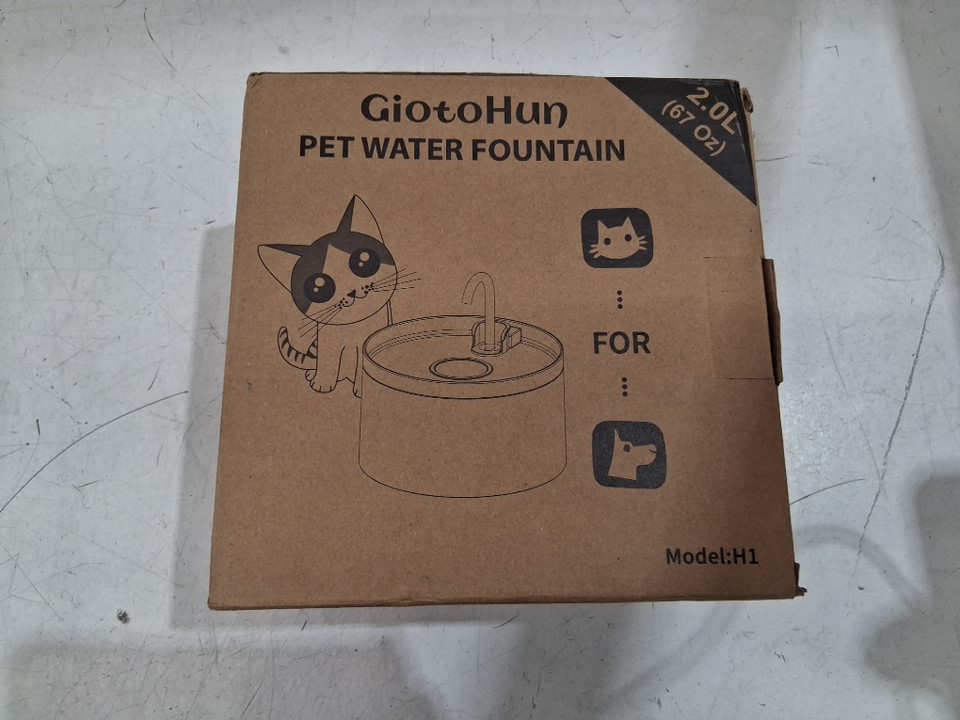 GiotoHun
PET WATER FOUNTAIN
2.0L
(67 Oz)
FOR
Model:H1